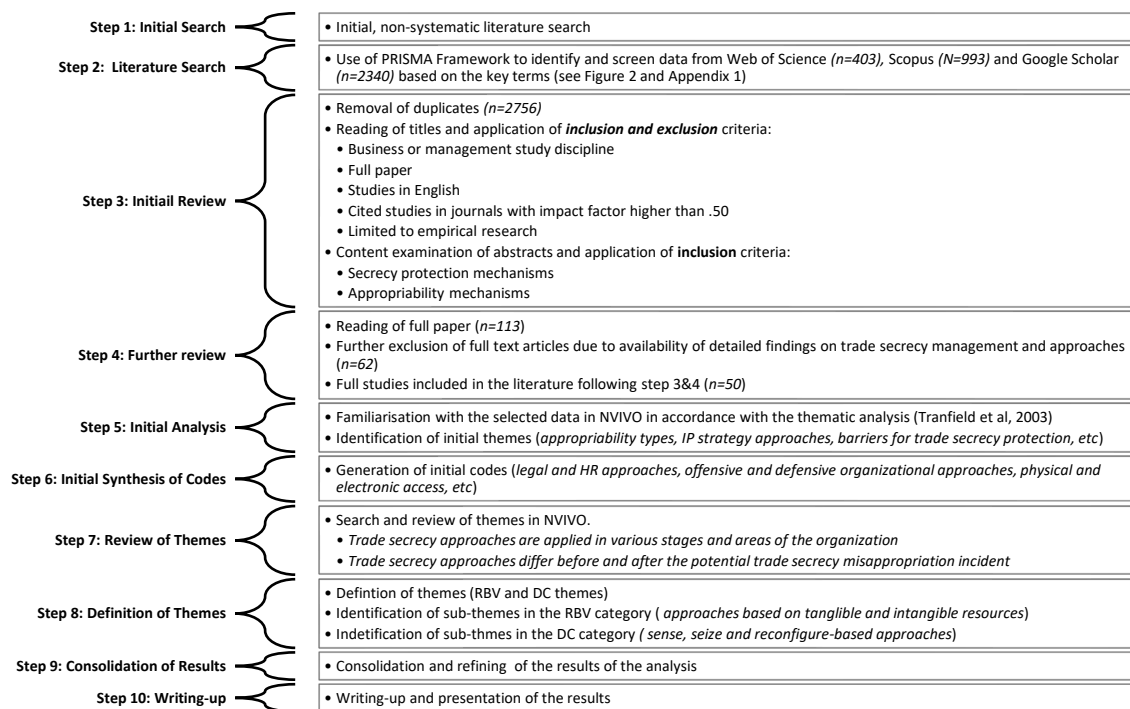 Step 1: Initial Search
• Initial, non-systematic literature search
Step 2:  Literature Search
• Use of PRISMA Framework to identify and screen data from Web of Science (n=403), Scopus (N=993) and Google Scholar
(n=2340) based on the key terms (see Figure 2 and Appendix 1)
Step 3: Initiail Review
• Removal of duplicates (n=2756)
• Reading of titles and application of inclusion and exclusion criteria:
• Business or management study discipline
• Full paper
• Studies in English
• Cited studies in journals with impact factor higher than .50
• Limited to empirical research
• Content examination of abstracts and application of inclusion criteria:
• Secrecy protection mechanisms
• Appropriability mechanisms
Step 4: Further review
• Reading of full paper (n=113)
• Further exclusion of full text articles due to availability of detailed findings on trade secrecy management and approaches
(n=62)
• Full studies included in the literature following step 3&4 (n=50)
Step 5: Initial Analysis
• Familiarisation with the selected data in NVIVO in accordance with the thematic analysis (Tranfield et al, 2003)
• Identification of initial themes (appropriability types, IP strategy approaches, barriers for trade secrecy protection, etc)
Step 6: Initial Synthesis of Codes
• Generation of initial codes (legal and HR approaches, offensive and defensive organizational approaches, physical and
electronic access, etc)
Step 7: Review of Themes
• Search and review of themes in NVIVO.
• Trade secrecy approaches are applied in various stages and areas of the organization
• Trade secrecy approaches differ before and after the potential trade secrecy misappropriation incident
Step 8: Definition of Themes
• Defintion of themes (RBV and DC themes)
• Identification of sub-themes in the RBV category ( approaches based on tanglible and intangible resources)
• Indetification of sub-thmes in the DC category ( sense, seize and reconfigure-based approaches)
Step 9: Consolidation of Results
• Consolidation and refining  of the results of the analysis
Step 10: Writing-up
• Writing-up and presentation of the results